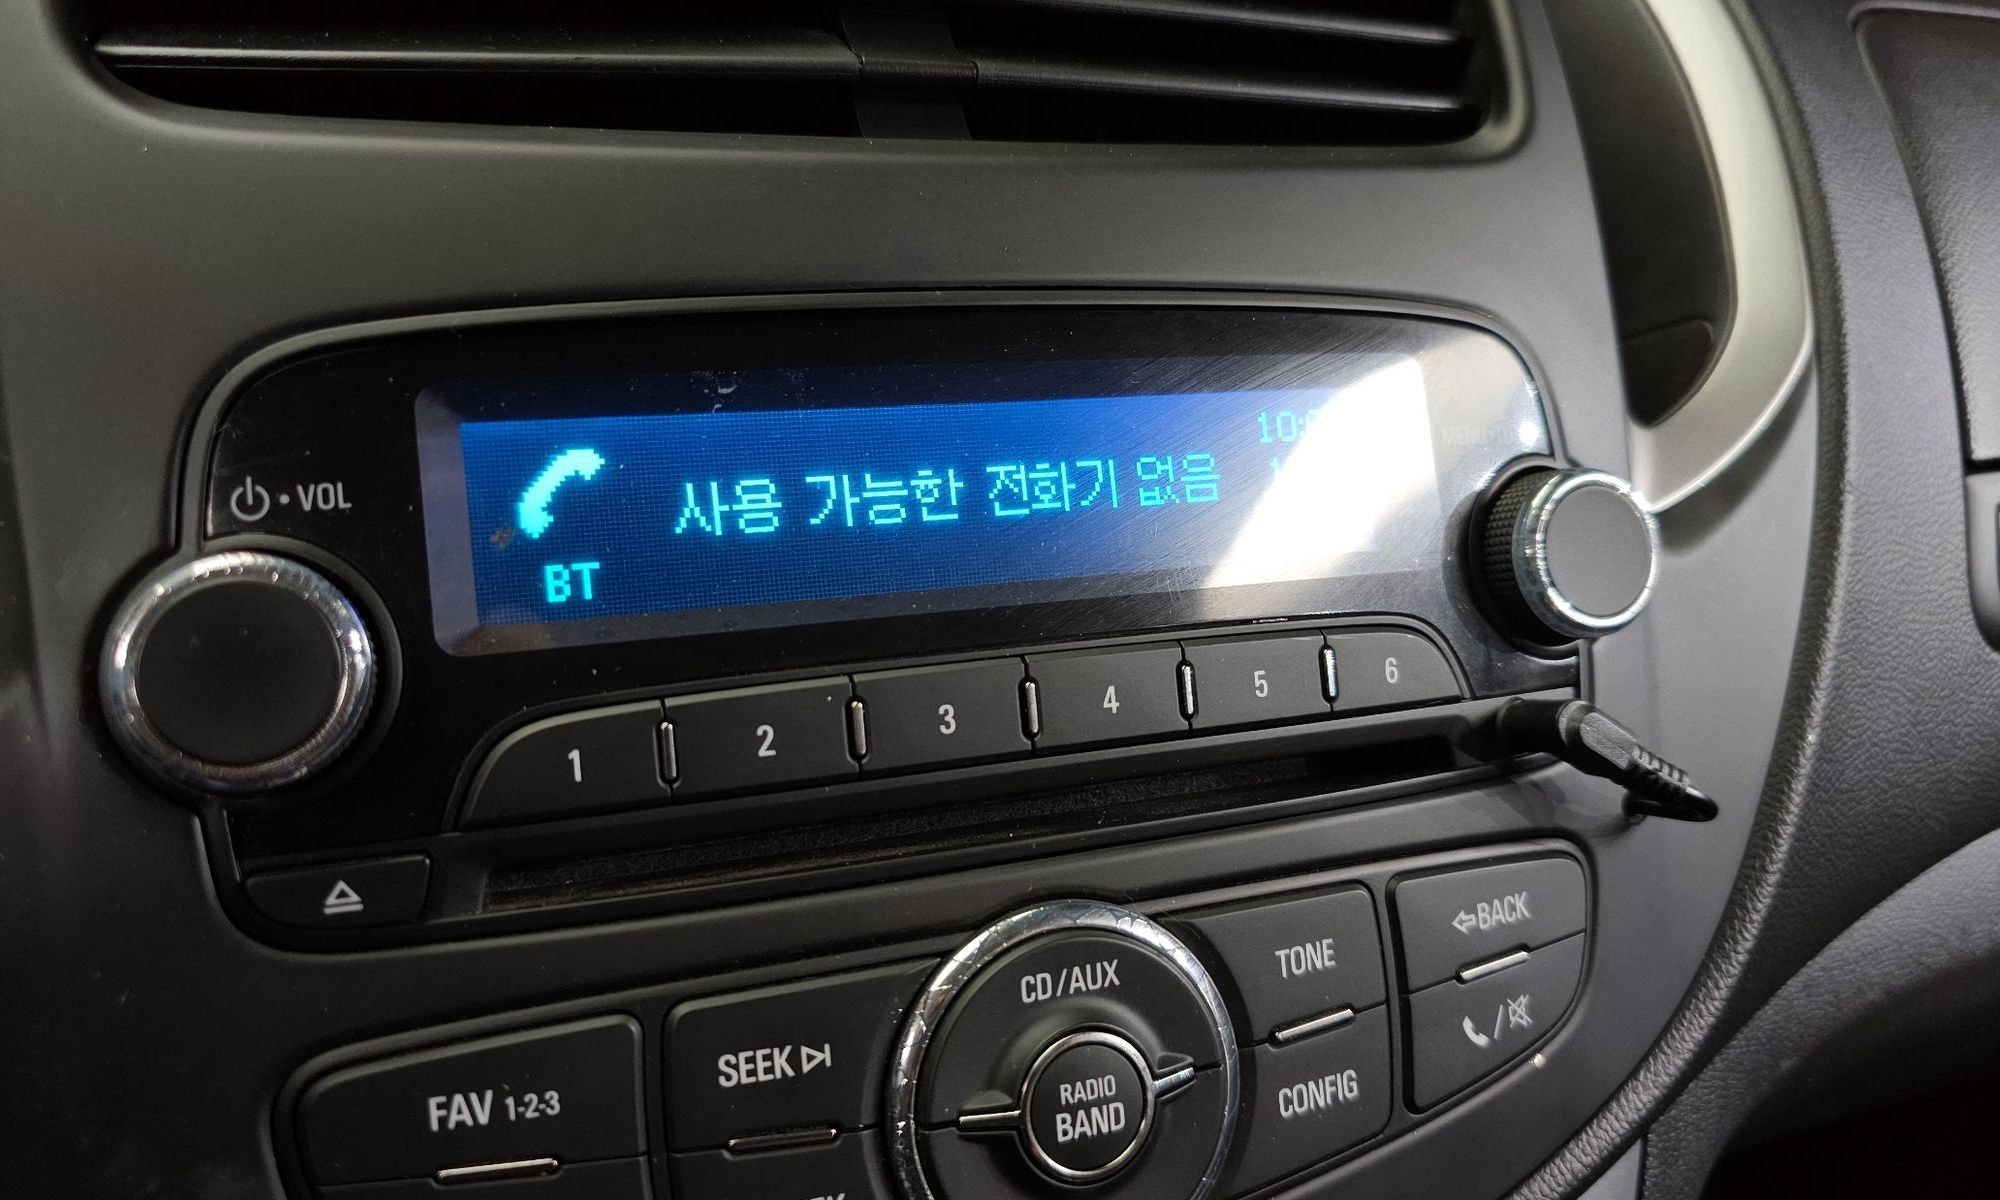 VOL
사용 가능한 전화기 없음
BT
1 2 3 4 5 6
CD/AUX
TONE
BACK
SEEK
RADIO
BAND
CONFIG
FAV 1-2-3